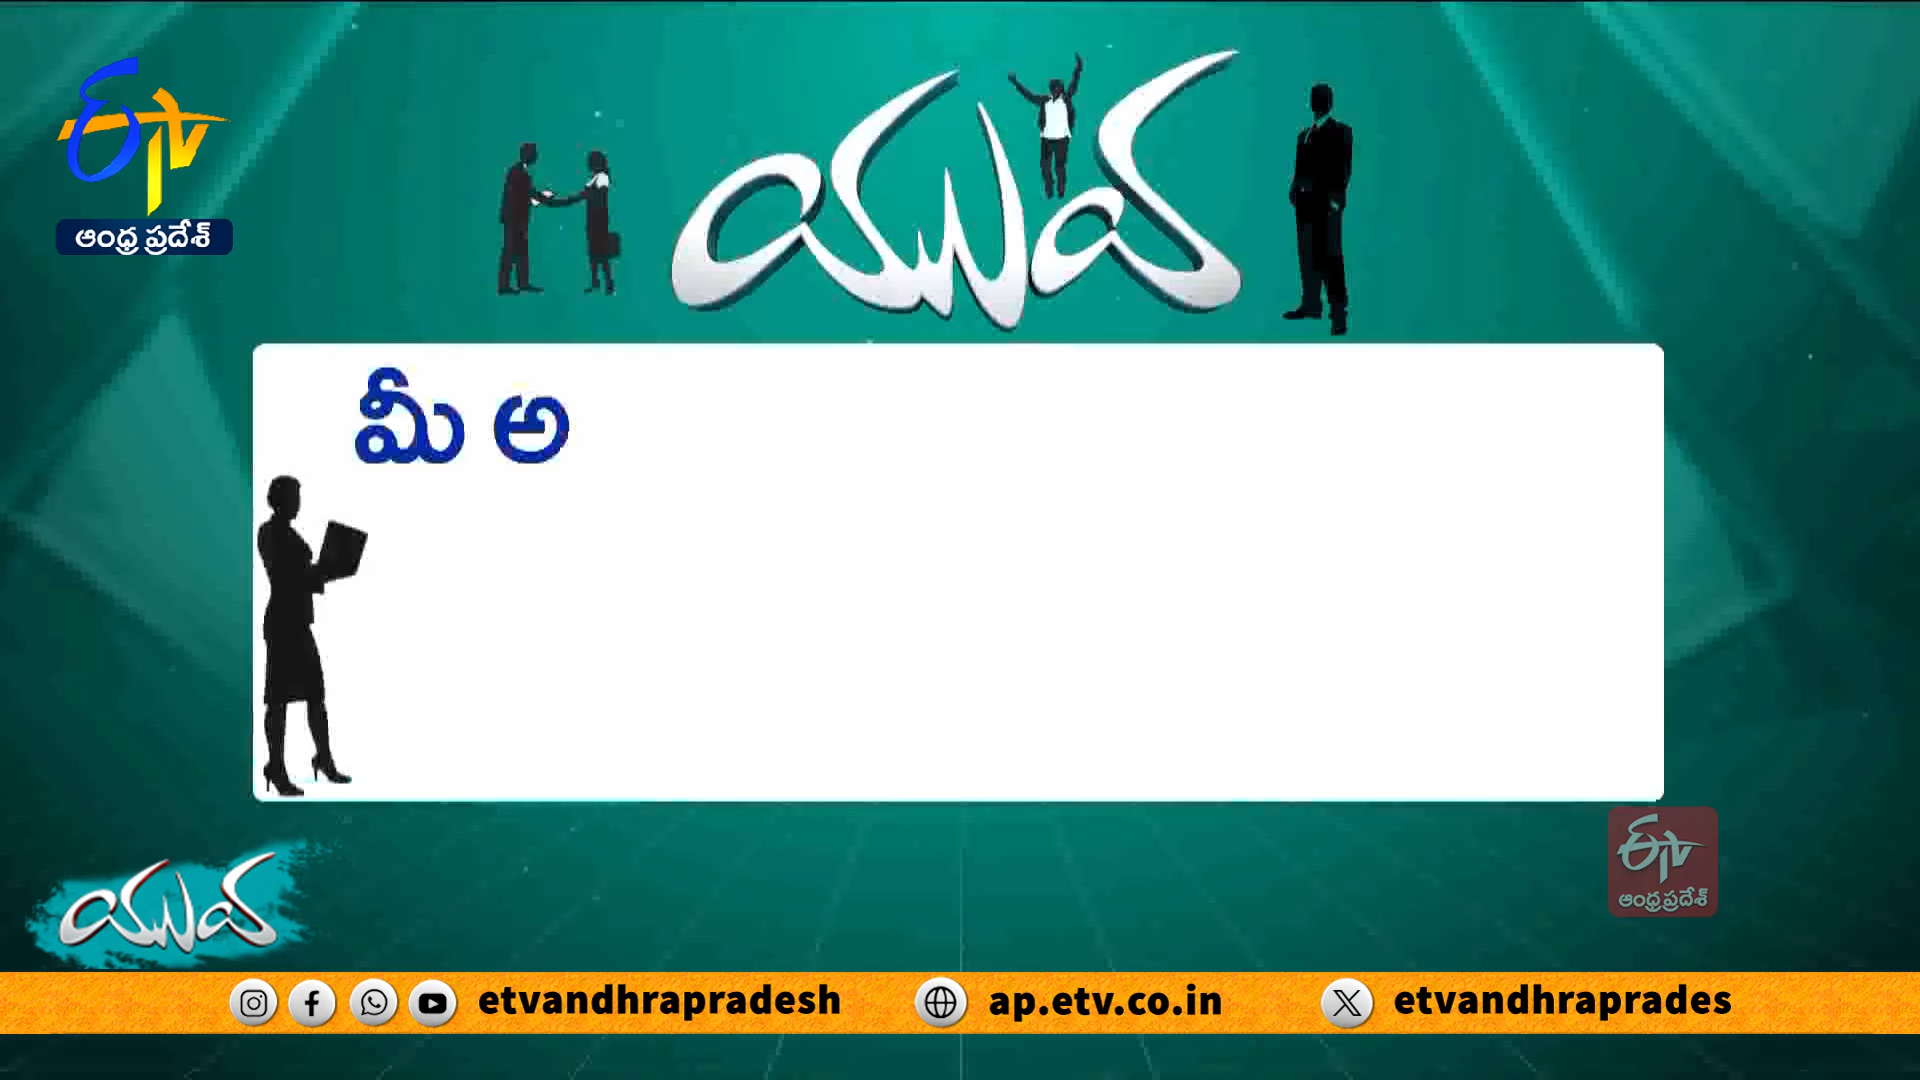 ETV
ఆంధ్ర ప్రదేశ్
యువ
మీ అ
యువ
ETV
ఆంధ్రప్రదేశ్
etvandhrapradesh
ap.etv.co.in
etvandhraprades